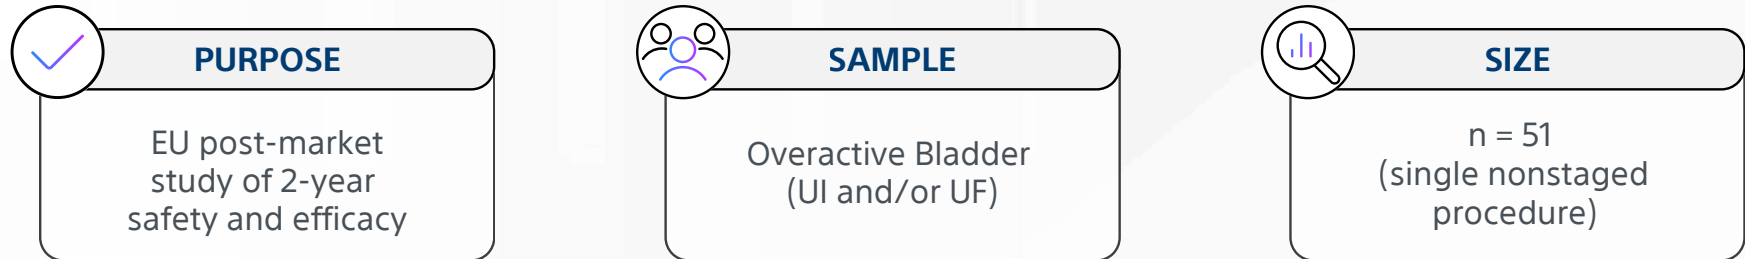 PURPOSE
EU post-market
study of 2-year
safety and efficacy
SAMPLE
Overactive Bladder
(UI and/or UF)
SIZE
n = 51
(single nonstaged
procedure)